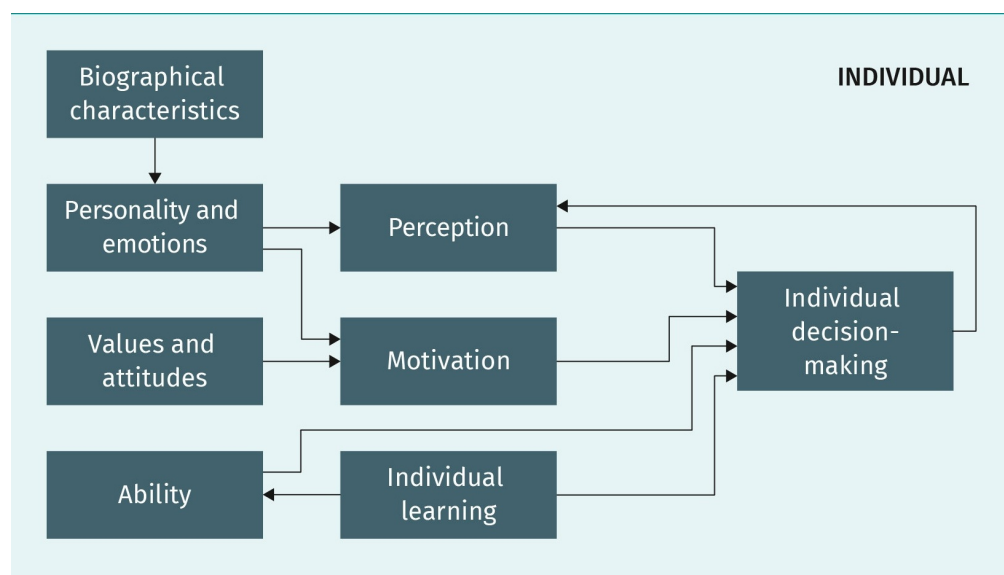 Biographical
characteristics
INDIVIDUAL
Personality and
emotions
Perception
Individual
decision-
making
Values and
attitudes
Motivation
Ability
Individual
learning